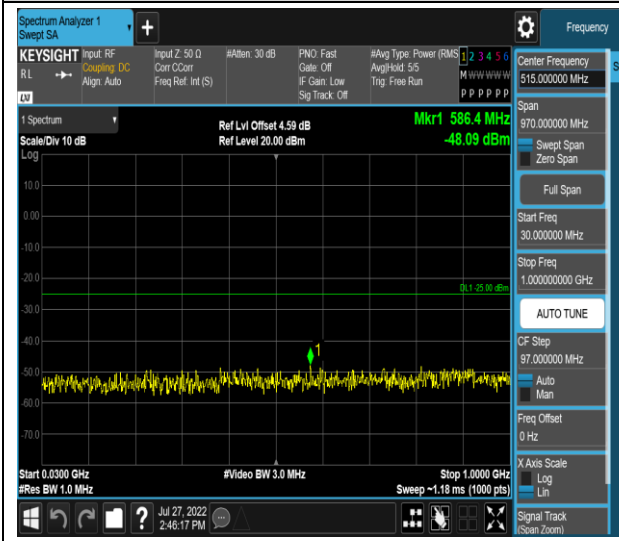 Spectrum Analyzer 1
Swept SA
Frequency
KEYSIGHT
RL
LXI
Input: RF
Coupling: DC
Align: Auto
Input Z: 50 Ω
Corr CCorr
Freq Ref: Int (S)
#Atten: 30 dB
PNO: Fast
Gate: Off
IF Gain: Low
Sig Track: Off
#Avg Type: Power (RMS
Avg|Hold: 5/5
Trig: Free Run
1 2 3 4 5 6
M W W W W W
P P P P P P
1 Spectrum
Scale/Div 10 dB
Log
Ref Lvl Offset 4.59 dB
Ref Level 20.00 dBm
Mkr1 586.4 MHz
-48.09 dBm
10.0
0.00
-10.0
-20.0
DL1 -25.00 dBm
-30.0
-40.0
1
-50.0
-60.0
-70.0
Start 0.0300 GHz
#Res BW 1.0 MHz
#Video BW 3.0 MHz
Stop 1.0000 GHz
Sweep ~1.18 ms (1000 pts)
Jul 27, 2022
2:46:17 PM
Center Frequency
515.000000 MHz
S
Span
970.000000 MHz
Swept Span
Zero Span
Full Span
Start Freq
30.000000 MHz
Stop Freq
1.000000000 GHz
AUTO TUNE
CF Step
97.000000 MHz
Auto
Man
Freq Offset
0 Hz
X Axis Scale
Log
Lin
Signal Track
(Span Zoom)